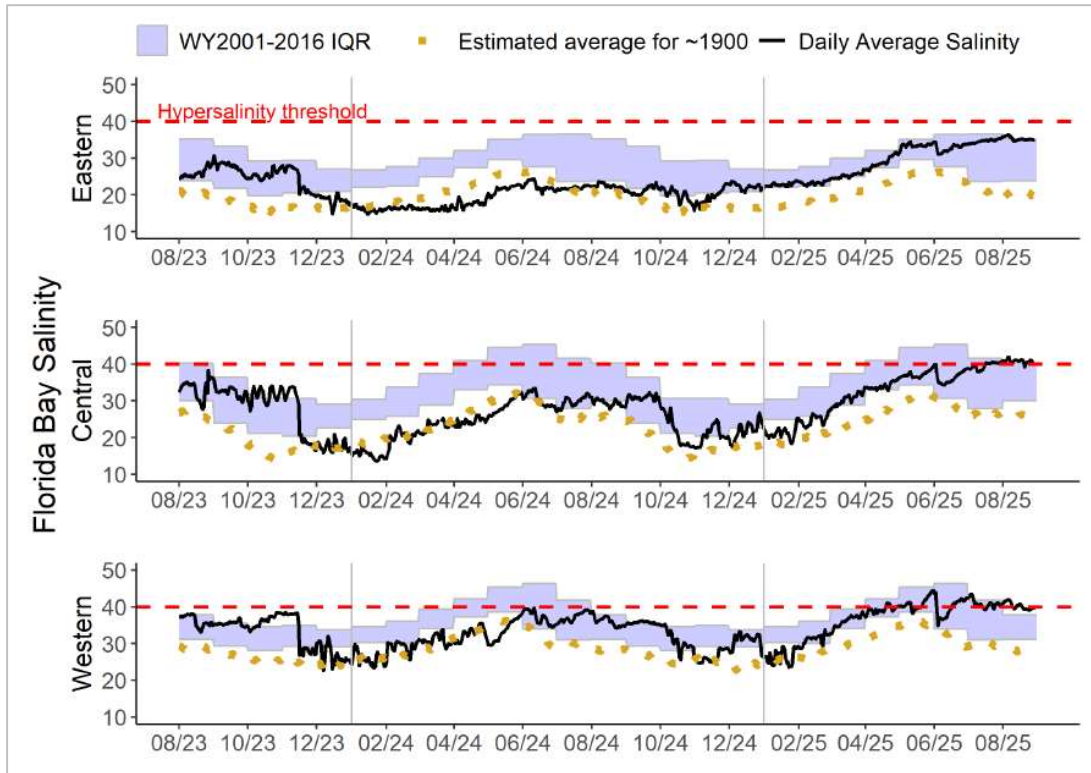 WY2001-2016 IQR Estimated average for ~1900 Daily Average Salinity
Florida Bay Salinity
Eastern
50
40
30
20
10
Hypersalinity threshold
08/23 10/23 12/23 02/24 04/24 06/24 08/24 10/24 12/24 02/25 04/25 06/25 08/25
Central
50
40
30
20
10
08/23 10/23 12/23 02/24 04/24 06/24 08/24 10/24 12/24 02/25 04/25 06/25 08/25
Western
50
40
30
20
10
08/23 10/23 12/23 02/24 04/24 06/24 08/24 10/24 12/24 02/25 04/25 06/25 08/25